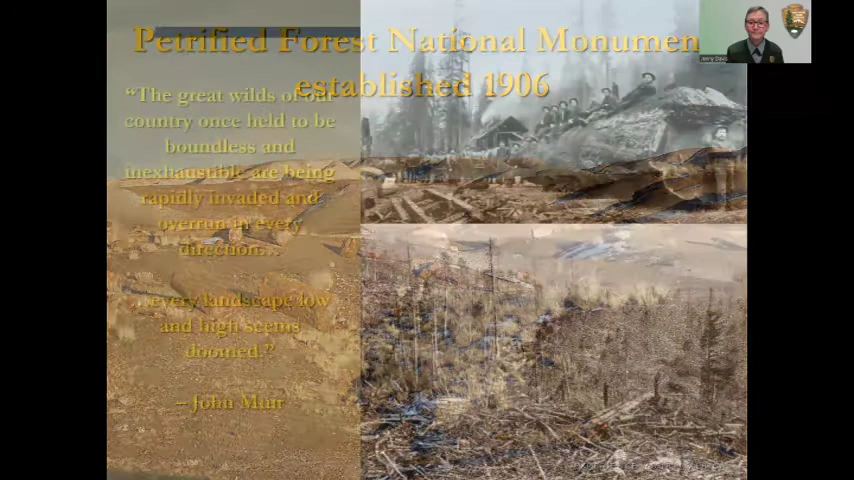 Petrified Forest National Monumen
established 1906
“The great wilds of our
country once held to be
boundless and
inexhaustible are being
rapidly invaded and
overrun in every
direction…
…every landscape low
and high seems
doomed.”
– John Muir